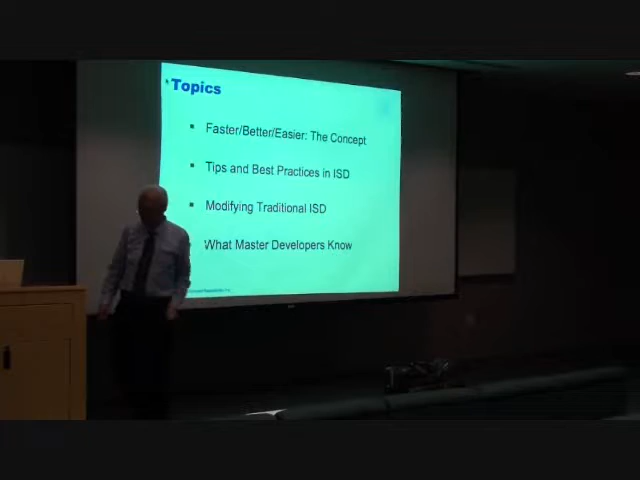 Topics
Faster/Better/Easier: The Concept
Tips and Best Practices in ISD
Modifying Traditional ISD
What Master Developers Know